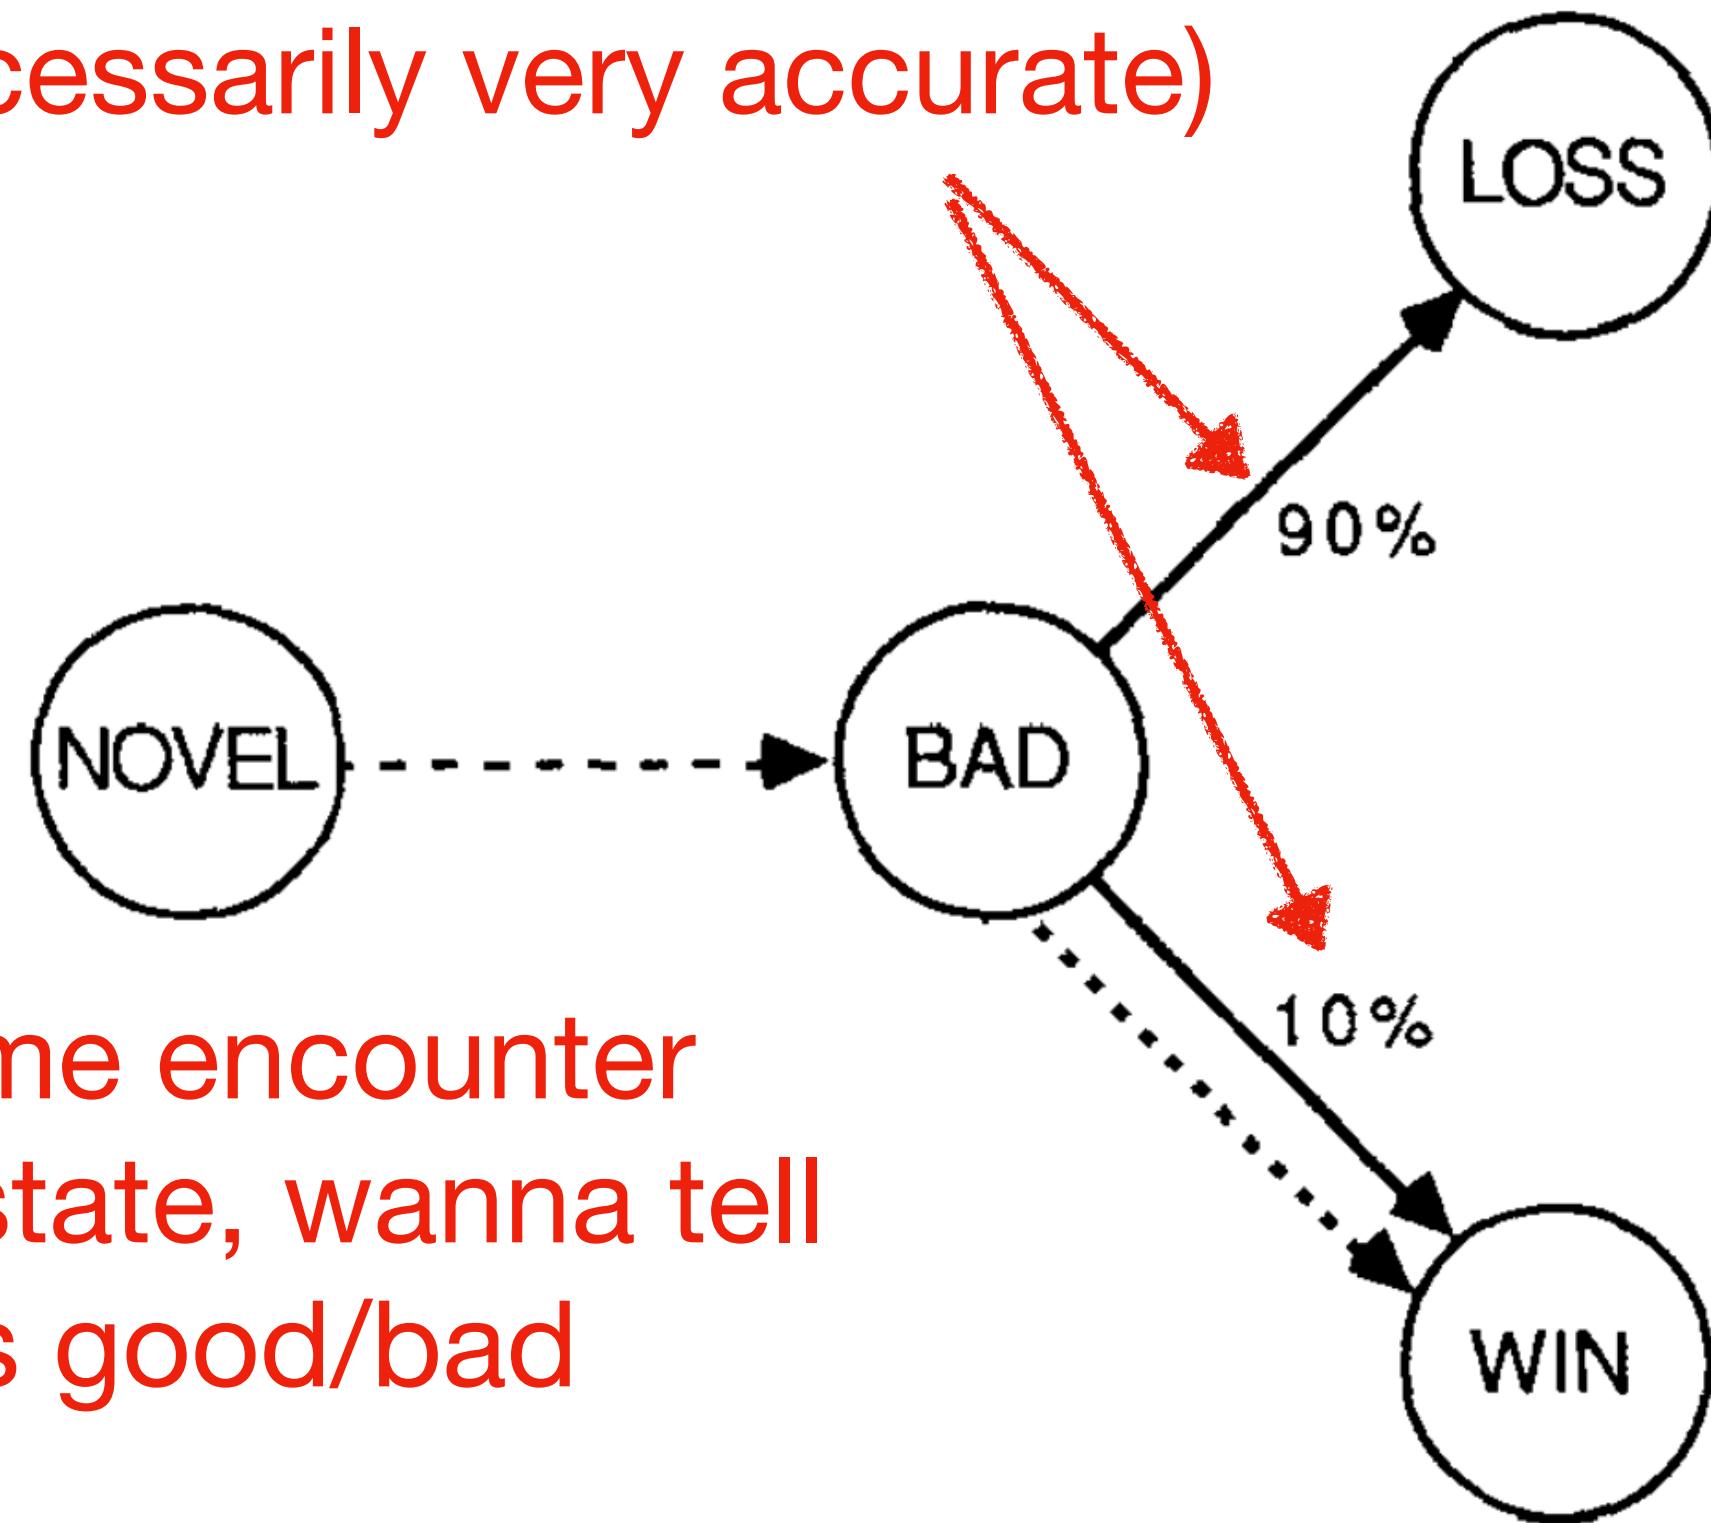 cessarily very accurate)
LOSS
90%
NOVEL
BAD
10%
me encounter
state, wanna tell
s good/bad
WIN